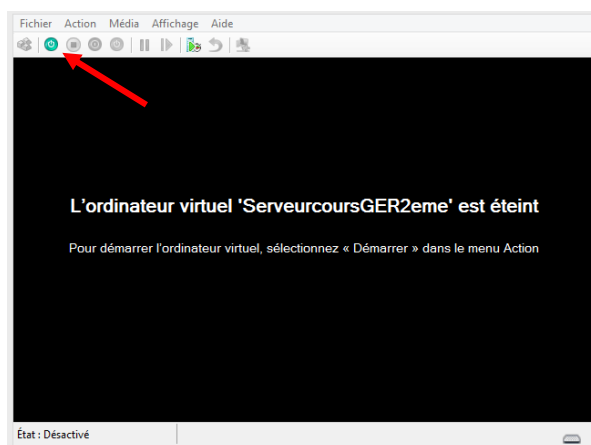 Fichier Action Média Affichage Aide
L'ordinateur virtuel 'ServeurcoursGER2eme' est éteint
Pour démarrer l'ordinateur virtuel, sélectionnez « Démarrer » dans le menu Action
État : Désactivé